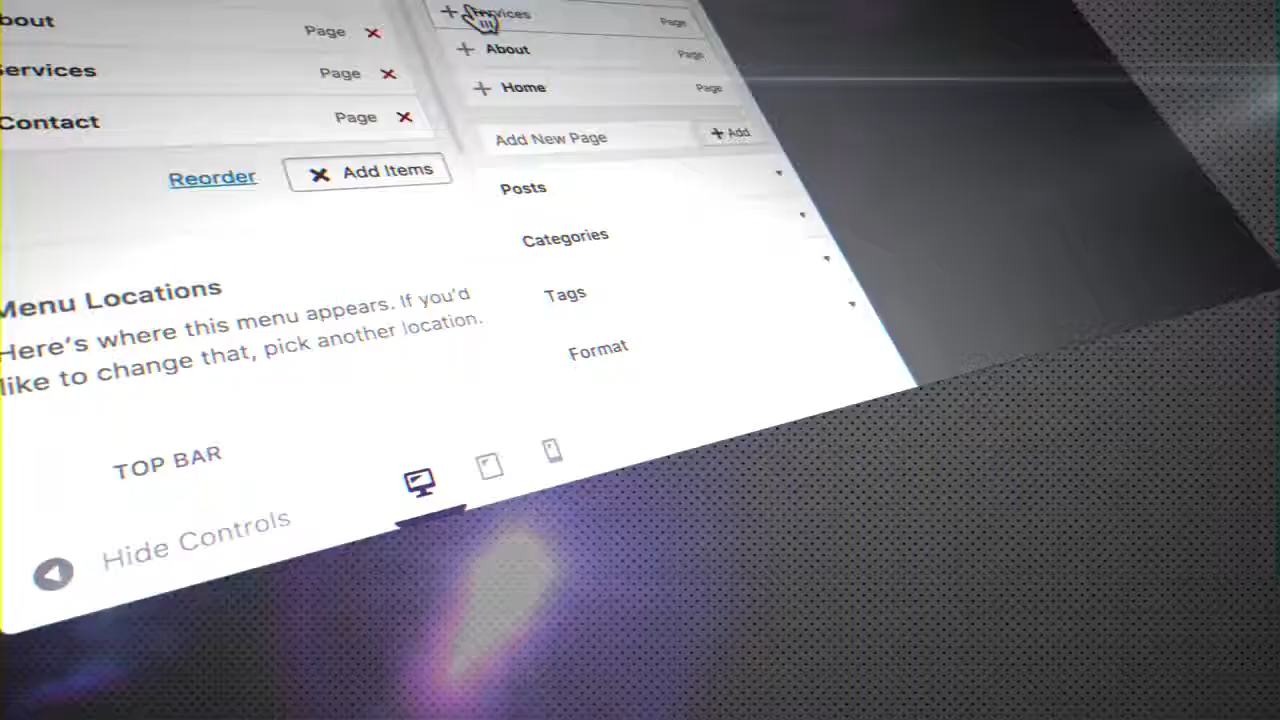 bout
Page
Services
Page
Contact
Page
Reorder
Add Items
Menu Locations
Here's where this menu appears. If you'd
like to change that, pick another location.
TOP BAR
Hide Controls
Services
Page
About
Page
Home
Page
Add New Page
Add
Posts
Categories
Tags
Format